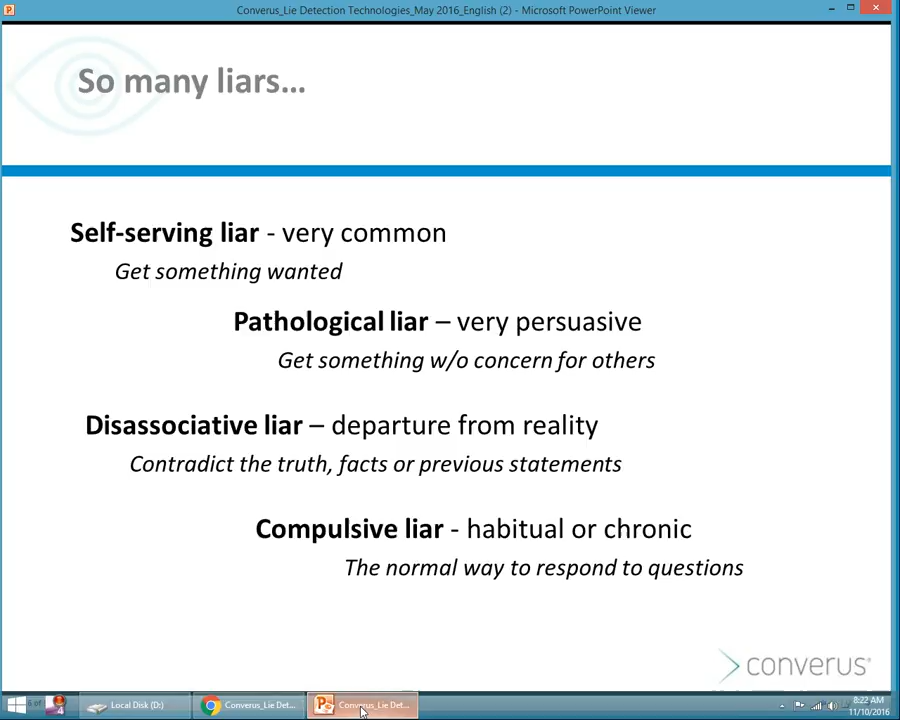 Converus_Lie Detection Technologies_May 2016_English (2) - Microsoft PowerPoint Viewer
So many liars...
Self-serving liar - very common
Get something wanted
Pathological liar – very persuasive
Get something w/o concern for others
Disassociative liar – departure from reality
Contradict the truth, facts or previous statements
Compulsive liar - habitual or chronic
The normal way to respond to questions
converus®
6 of
Local Disk (D:)
Converus_Lie Det...
Converus_Lie Det...
8:22 AM
11/10/2016